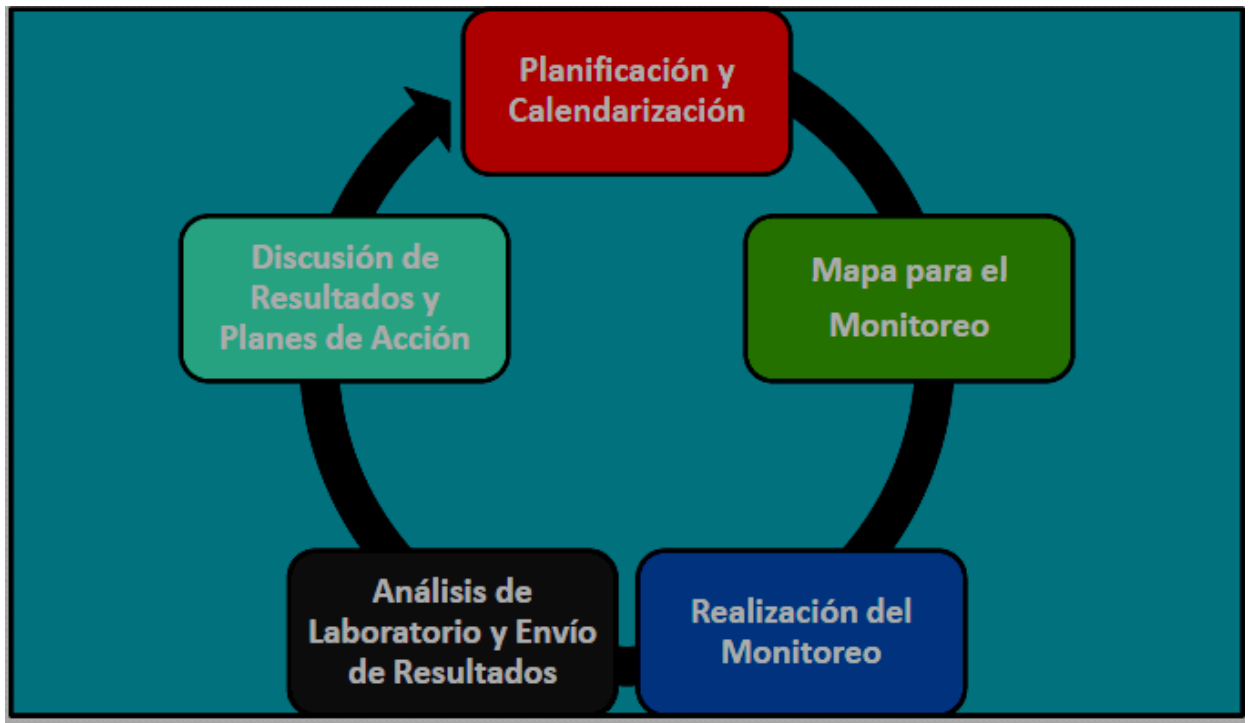 Planificación y
Calendarización
Mapa para el
Monitoreo
Realización del
Monitoreo
Análisis de
Laboratorio y Envío
de Resultados
Discusión de
Resultados y
Planes de Acción